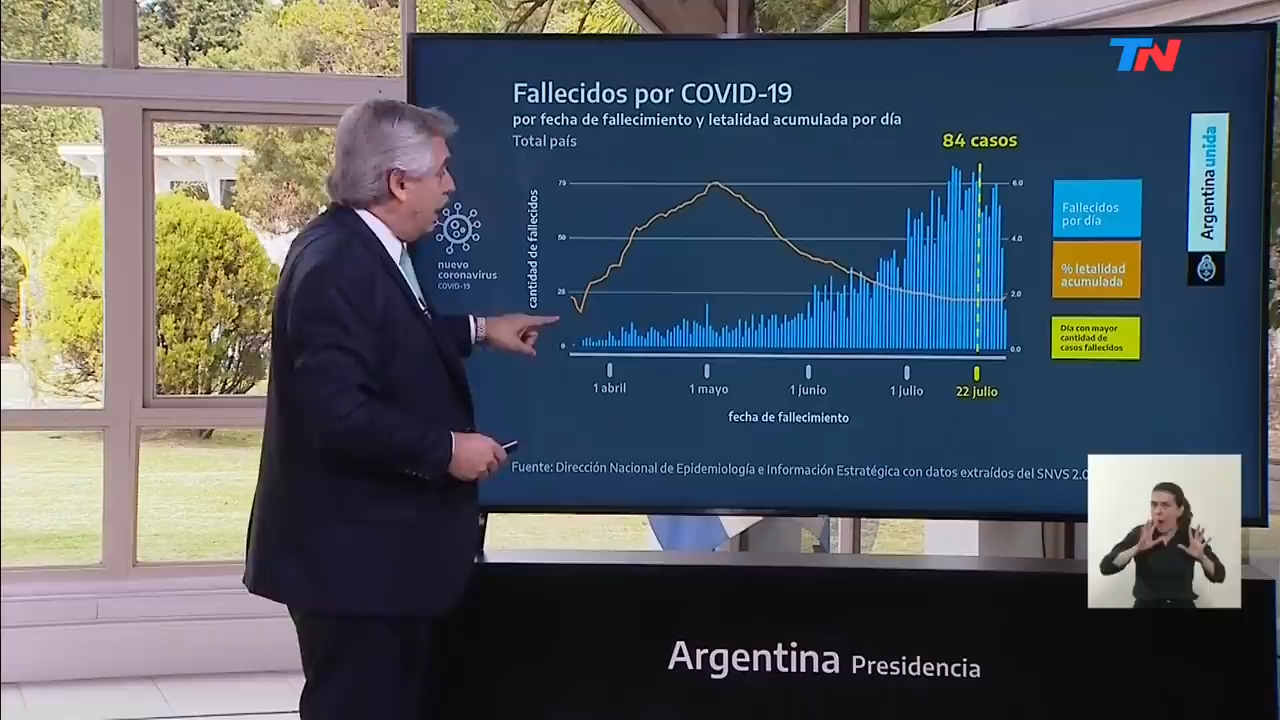 TN
Fallecidos por COVID-19
por fecha de fallecimiento y letalidad acumulada por día
Total país
84 casos
cantidad de fallecidos
75
50
25
0
6.0
4.0
2.0
0.0
1 abril
1 mayo
1 junio
1 julio
22 julio
fecha de fallecimiento
nuevo
coronavirus
COVID-19
Fallecidos
por día
% letalidad
acumulada
Día con mayor
cantidad de
casos fallecidos
Argentina unida
Fuente: Dirección Nacional de Epidemiología e Información Estratégica con datos extraídos del SNVS 2.0
Argentina Presidencia